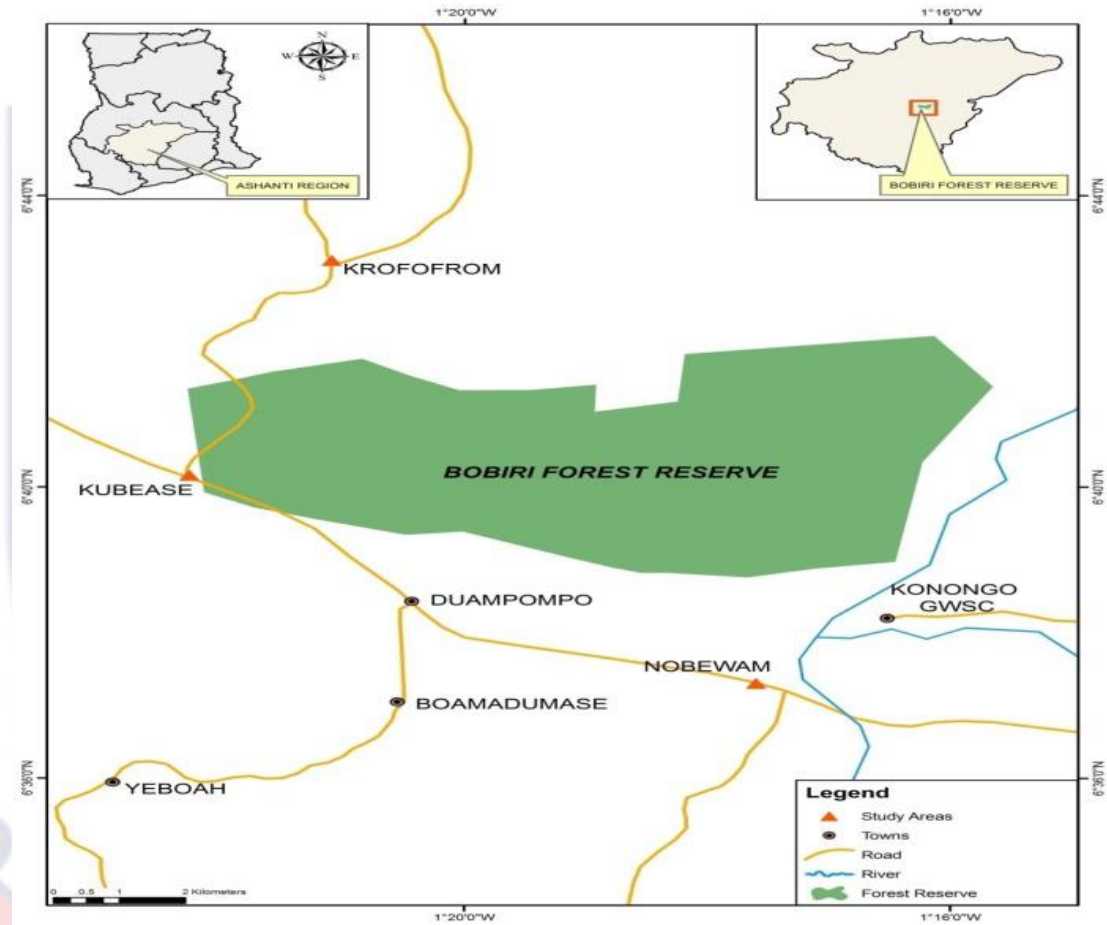 1°20'0"W
1°16'0"W
N
W
E
S
ASHANTI REGION
BOBIRI FOREST RESERVE
6°44'0"N
6°44'0"N
KROFOFROM
BOBIRI FOREST RESERVE
KUBEASE
6°40'0"N
6°40'0"N
DUAMPOMPO
KONONGO
GWSC
NOBEWAM
BOAMADUMASE
YEBOAH
6°36'0"N
6°36'0"N
Legend
Study Areas
Towns
Road
River
Forest Reserve
0 0.5 1 2 Kilometers
1°20'0"W
1°16'0"W